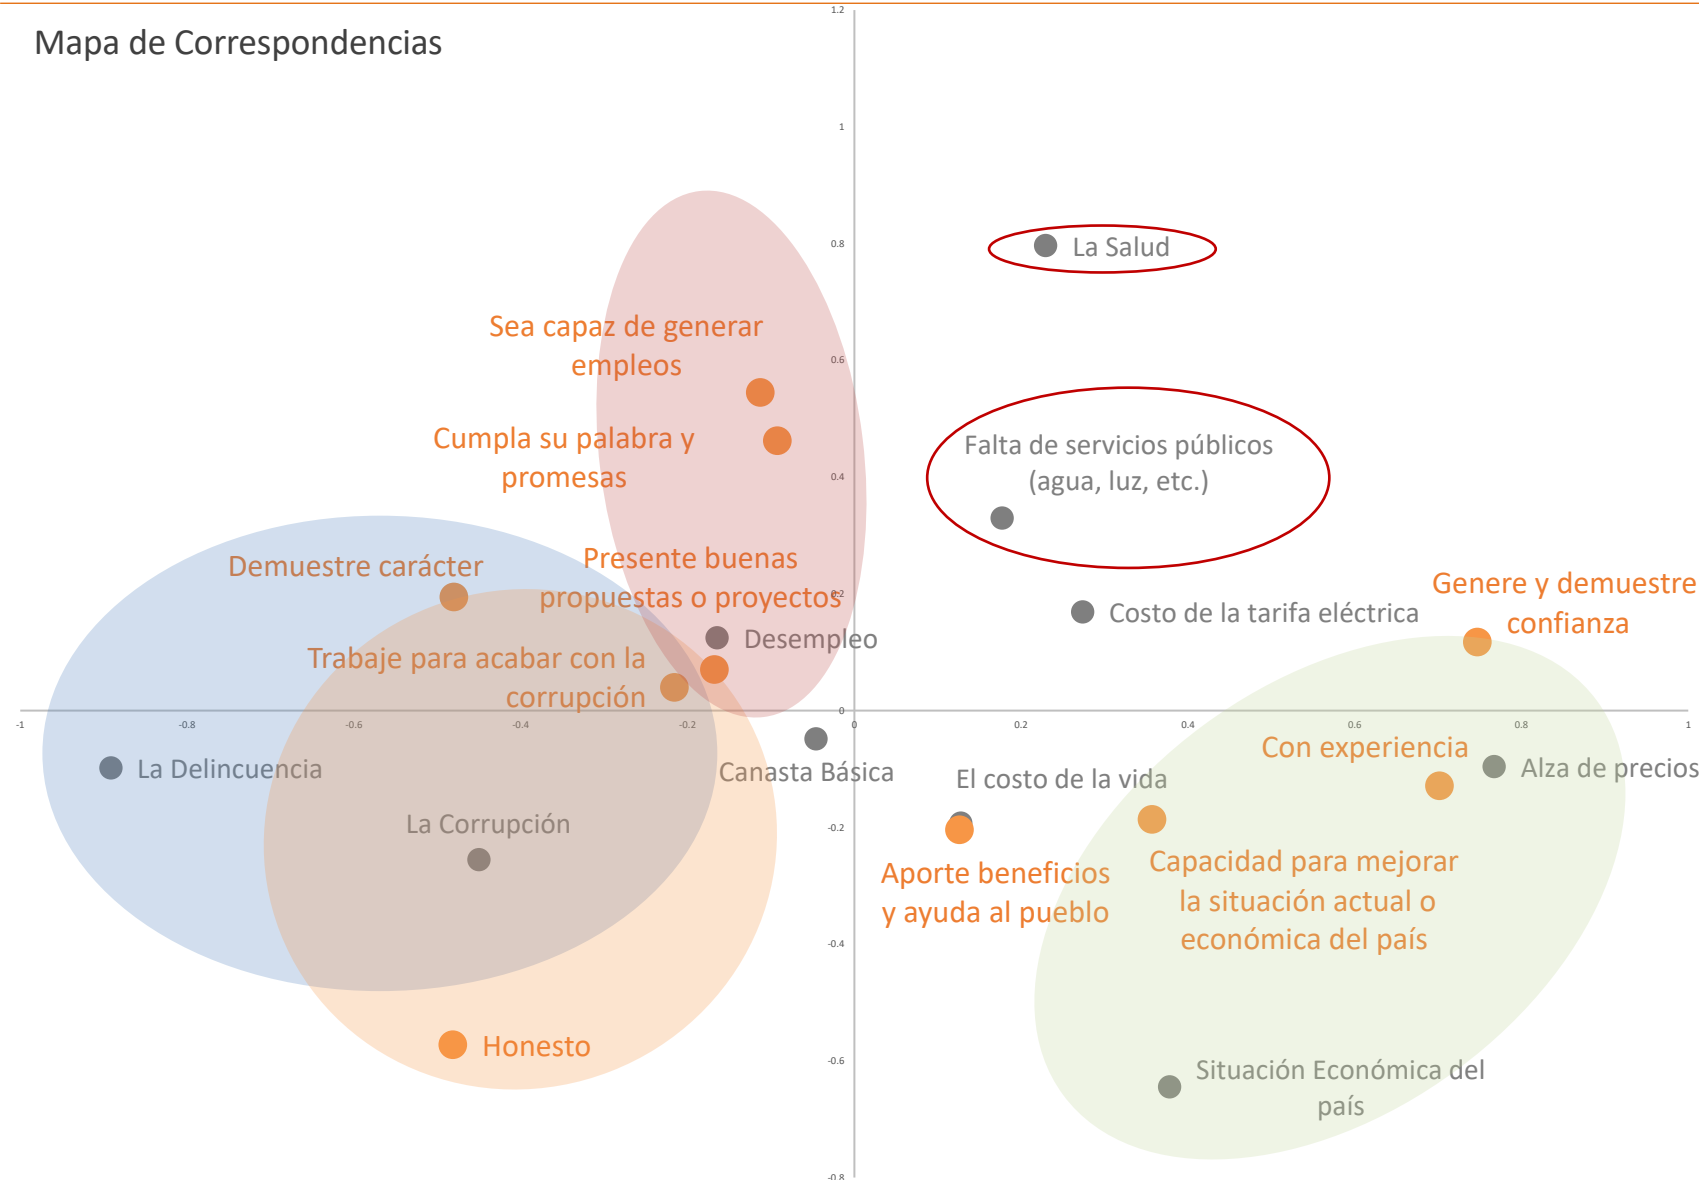 Mapa de Correspondencias
1.2
1
0.8
La Salud
Sea capaz de generar
empleos
0.6
Cumpla su palabra y
promesas
Falta de servicios públicos
(agua, luz, etc.)
0.4
Demuestre carácter
Presente buenas
propuestas o proyectos
0.2
Genere y demuestre
confianza
Costo de la tarifa eléctrica
Desempleo
Trabaje para acabar con la
corrupción
0
-1 -0.8 -0.6 -0.4 -0.2 0 0.2 0.4 0.6 0.8 1
Con experiencia
La Delincuencia
Canasta Básica
El costo de la vida
Alza de precios
La Corrupción
-0.2
Aporte beneficios
y ayuda al pueblo
Capacidad para mejorar
la situación actual o
económica del país
-0.4
Honesto
-0.6
Situación Económica del
país
-0.8